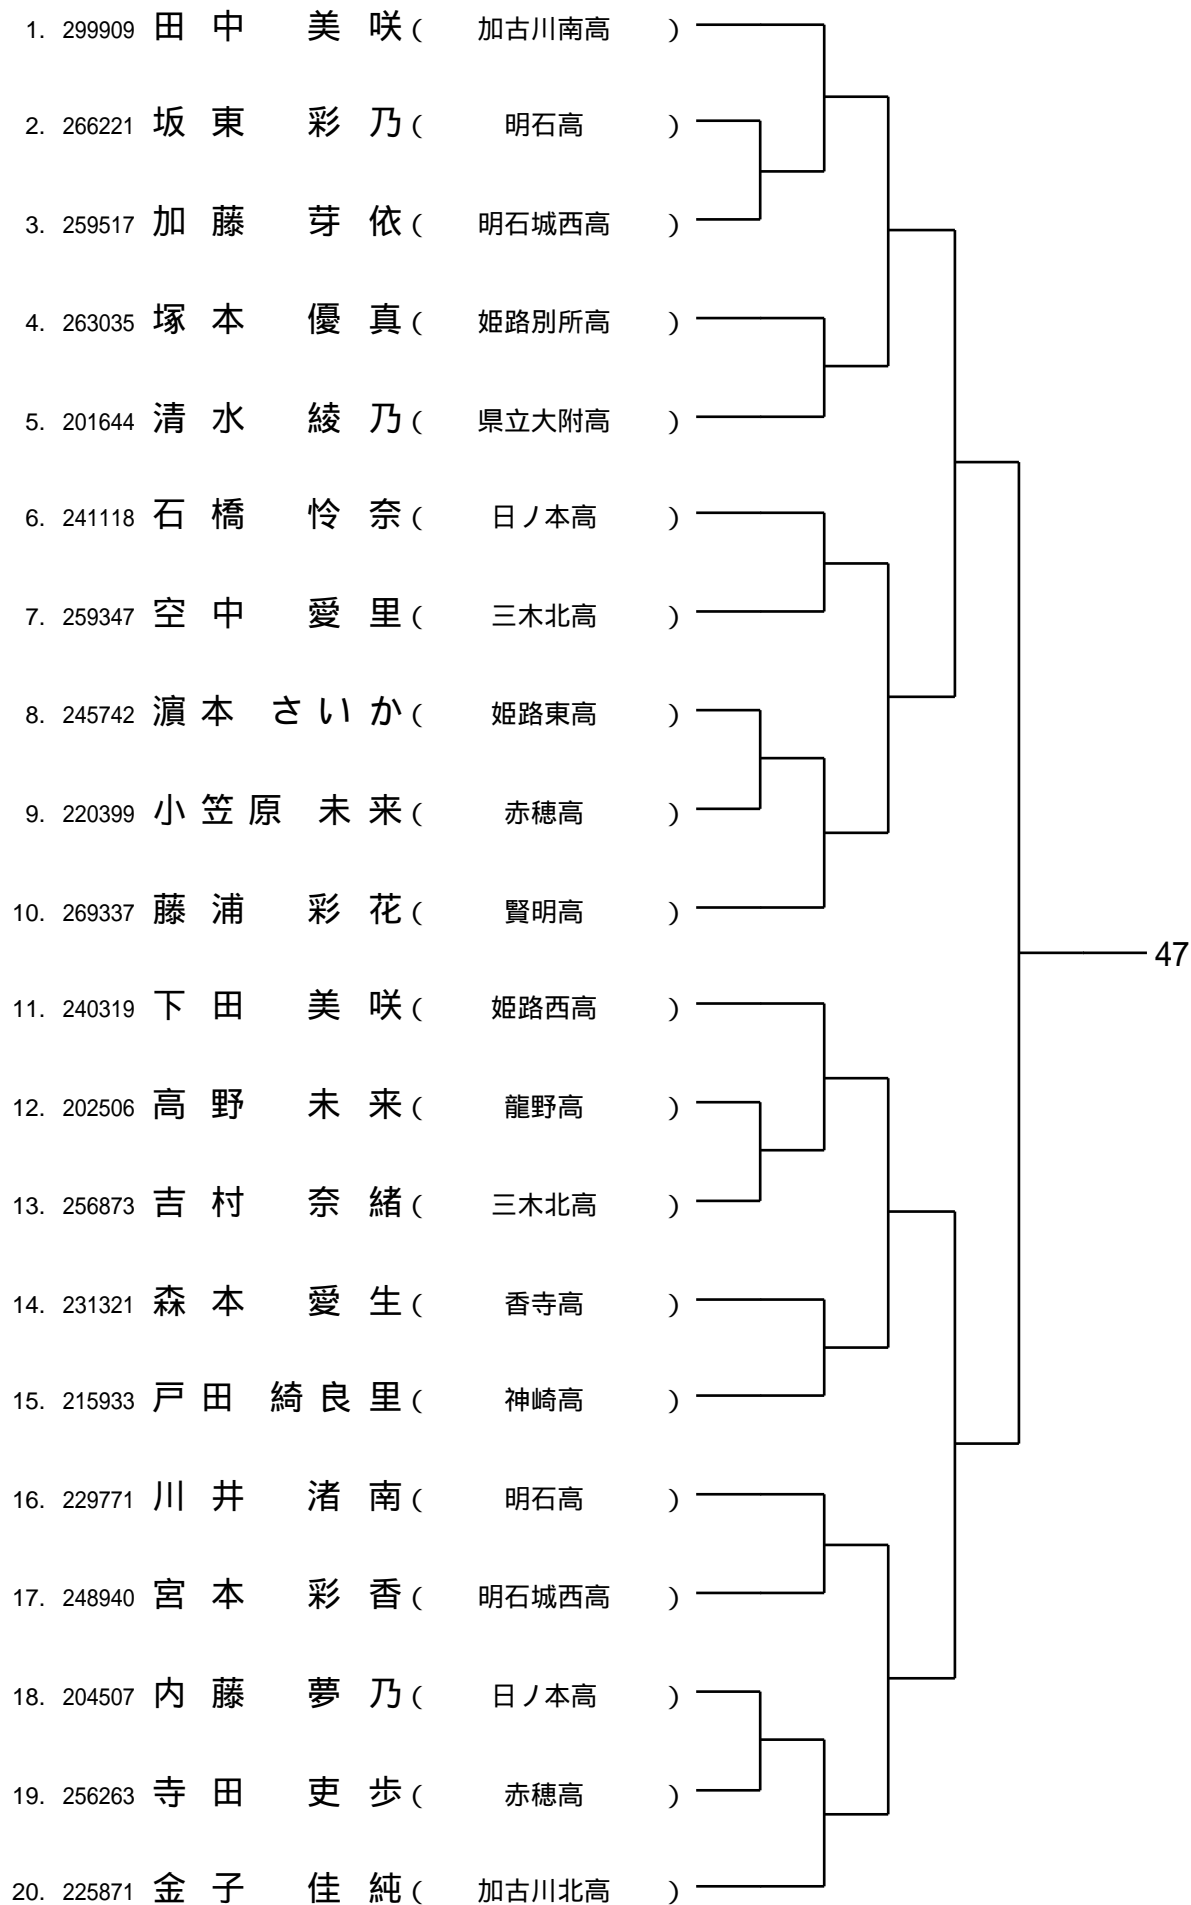 1. 299909 田中 美咲( 加古川南高 )
2. 266221 坂東 彩乃( 明石高 )
3. 259517 加藤 芽依( 明石城西高 )
4. 263035 塚本 優真( 姫路別所高 )
5. 201644 清水 綾乃( 県立大附高 )
6. 241118 石橋 怜奈( 日ノ本高 )
7. 259347 空中 愛里( 三木北高 )
8. 245742 濵本 さいか( 姫路東高 )
9. 220399 小笠原 未来( 赤穂高 )
10. 269337 藤浦 彩花( 賢明高 )
47
11. 240319 下田 美咲( 姫路西高 )
12. 202506 高野 未来( 龍野高 )
13. 256873 吉村 奈緒( 三木北高 )
14. 231321 森本 愛生( 香寺高 )
15. 215933 戸田 綺良里( 神崎高 )
16. 229771 川井 渚南( 明石高 )
17. 248940 宮本 彩香( 明石城西高 )
18. 204507 内藤 夢乃( 日ノ本高 )
19. 256263 寺田 吏歩( 赤穂高 )
20. 225871 金子 佳純( 加古川北高 )